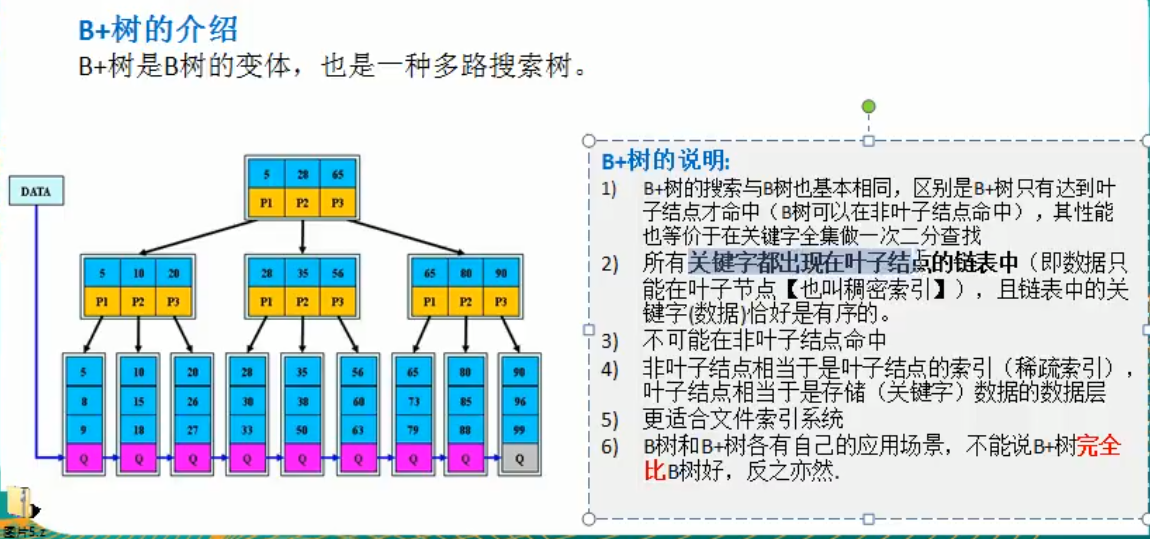 B+树的介绍
B+树是B树的变体，也是一种多路搜索树。
DATA
5 28 65
P1 P2 P3
5 10 20
P1 P2 P3
28 35 56
P1 P2 P3
65 80 90
P1 P2 P3
5 10 20 28 35 56 65 80 90
8 15 26 30 38 60 73 85 96
9 18 27 33 50 63 79 88 99
Q Q Q Q Q Q Q Q Q
B+树的说明:
1) B+树的搜索与B树也基本相同，区别是B+树只有达到叶
子结点才命中（B树可以在非叶子结点命中），其性能
也等价于在关键字全集做一次二分查找
2) 所有关键字都出现在叶子结点的链表中（即数据只
能在叶子节点【也叫稠密索引】），且链表中的关
键字(数据)恰好是有序的。
3) 不可能在非叶子结点命中
4) 非叶子结点相当于是叶子结点的索引（稀疏索引），
叶子结点相当于是存储（关键字）数据的数据层
5) 更适合文件索引系统
6) B树和B+树各有自己的应用场景，不能说B+树完全
比B树好，反之亦然.
图片5.z